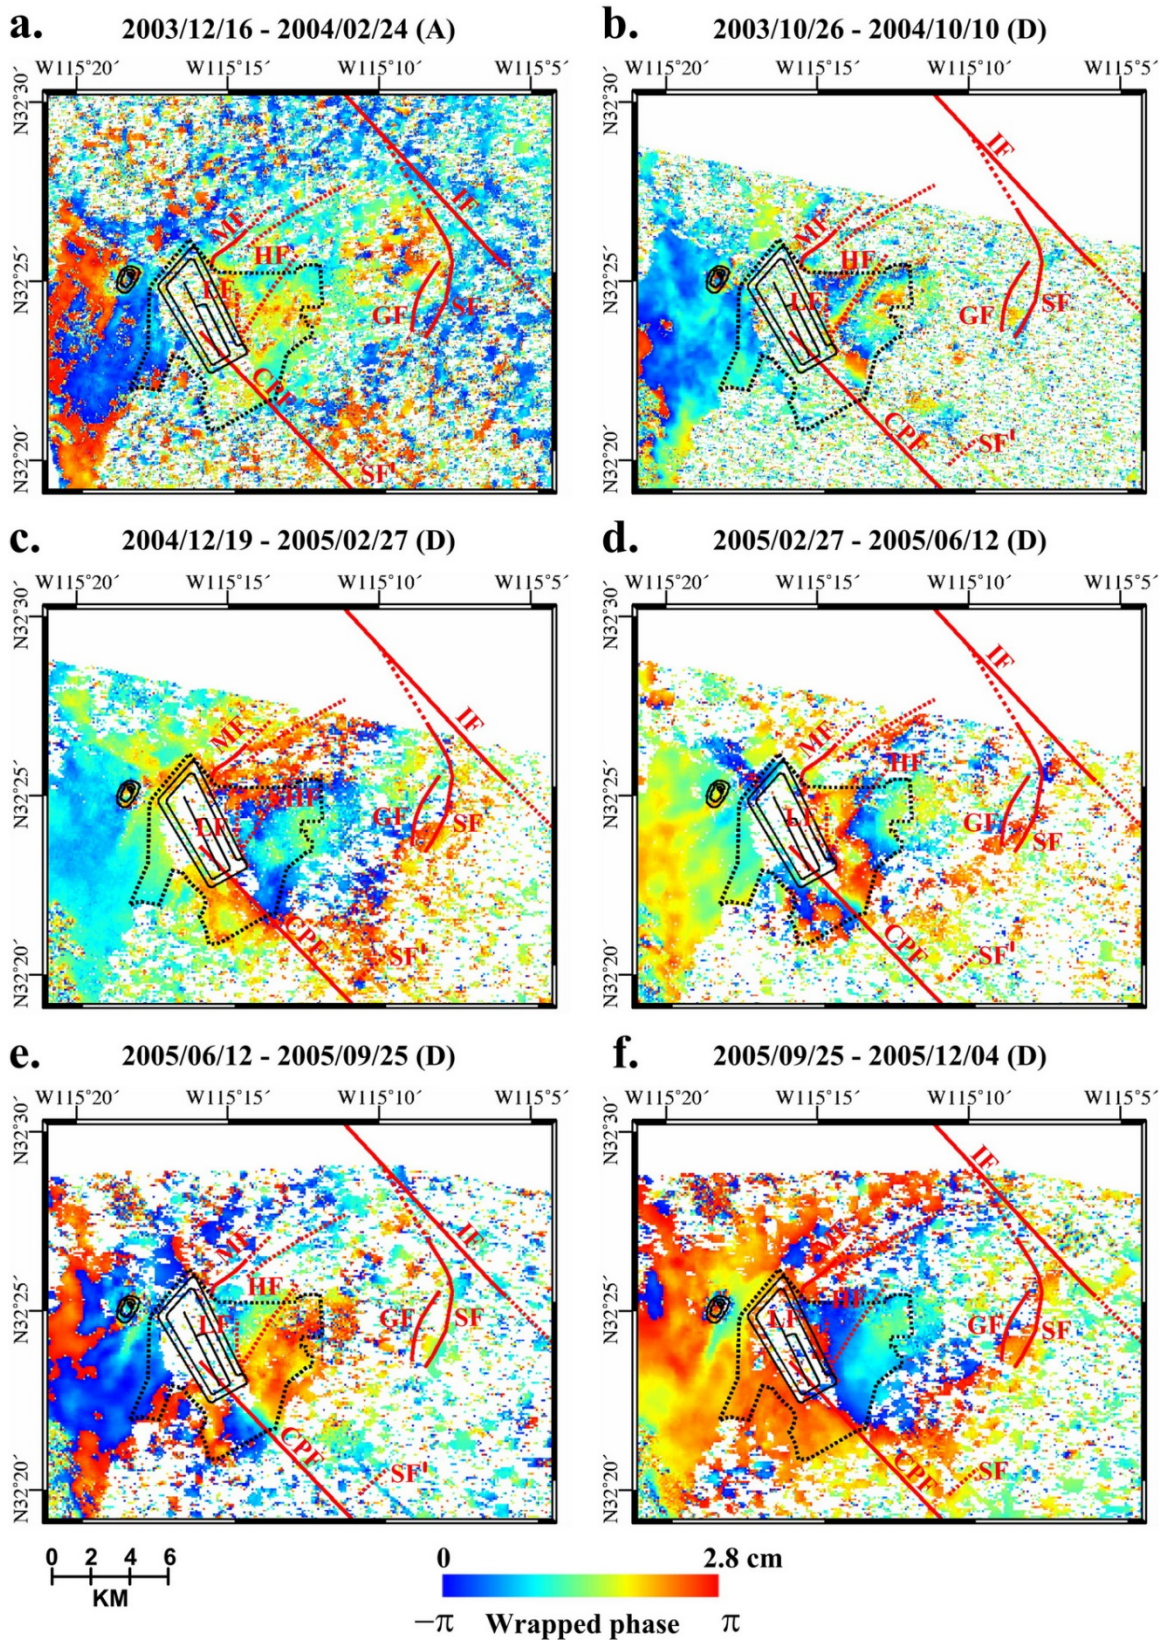 a. 2003/12/16 - 2004/02/24 (A)
W115°20´ W115°15´ W115°10´ W115°5´
N32°30´
N32°25´
N32°20´
IF
MF
HF
LF
GF
SF
CPF
SF'
b. 2003/10/26 - 2004/10/10 (D)
W115°20´ W115°15´ W115°10´ W115°5´
N32°30´
N32°25´
N32°20´
IF
MF
HF
LF
GF
SF
CPF
SF'
c. 2004/12/19 - 2005/02/27 (D)
W115°20´ W115°15´ W115°10´ W115°5´
N32°30´
N32°25´
N32°20´
IF
MF
HF
LF
GF
SF
CPF
SF'
d. 2005/02/27 - 2005/06/12 (D)
W115°20´ W115°15´ W115°10´ W115°5´
N32°30´
N32°25´
N32°20´
IF
MF
HF
LF
GF
SF
CPF
SF'
e. 2005/06/12 - 2005/09/25 (D)
W115°20´ W115°15´ W115°10´ W115°5´
N32°30´
N32°25´
N32°20´
IF
MF
HF
LF
GF
SF
CPF
SF'
f. 2005/09/25 - 2005/12/04 (D)
W115°20´ W115°15´ W115°10´ W115°5´
N32°30´
N32°25´
N32°20´
IF
MF
HF
LF
GF
SF
CPF
SF
0 2 4 6
KM
0 2.8 cm
−π Wrapped phase π